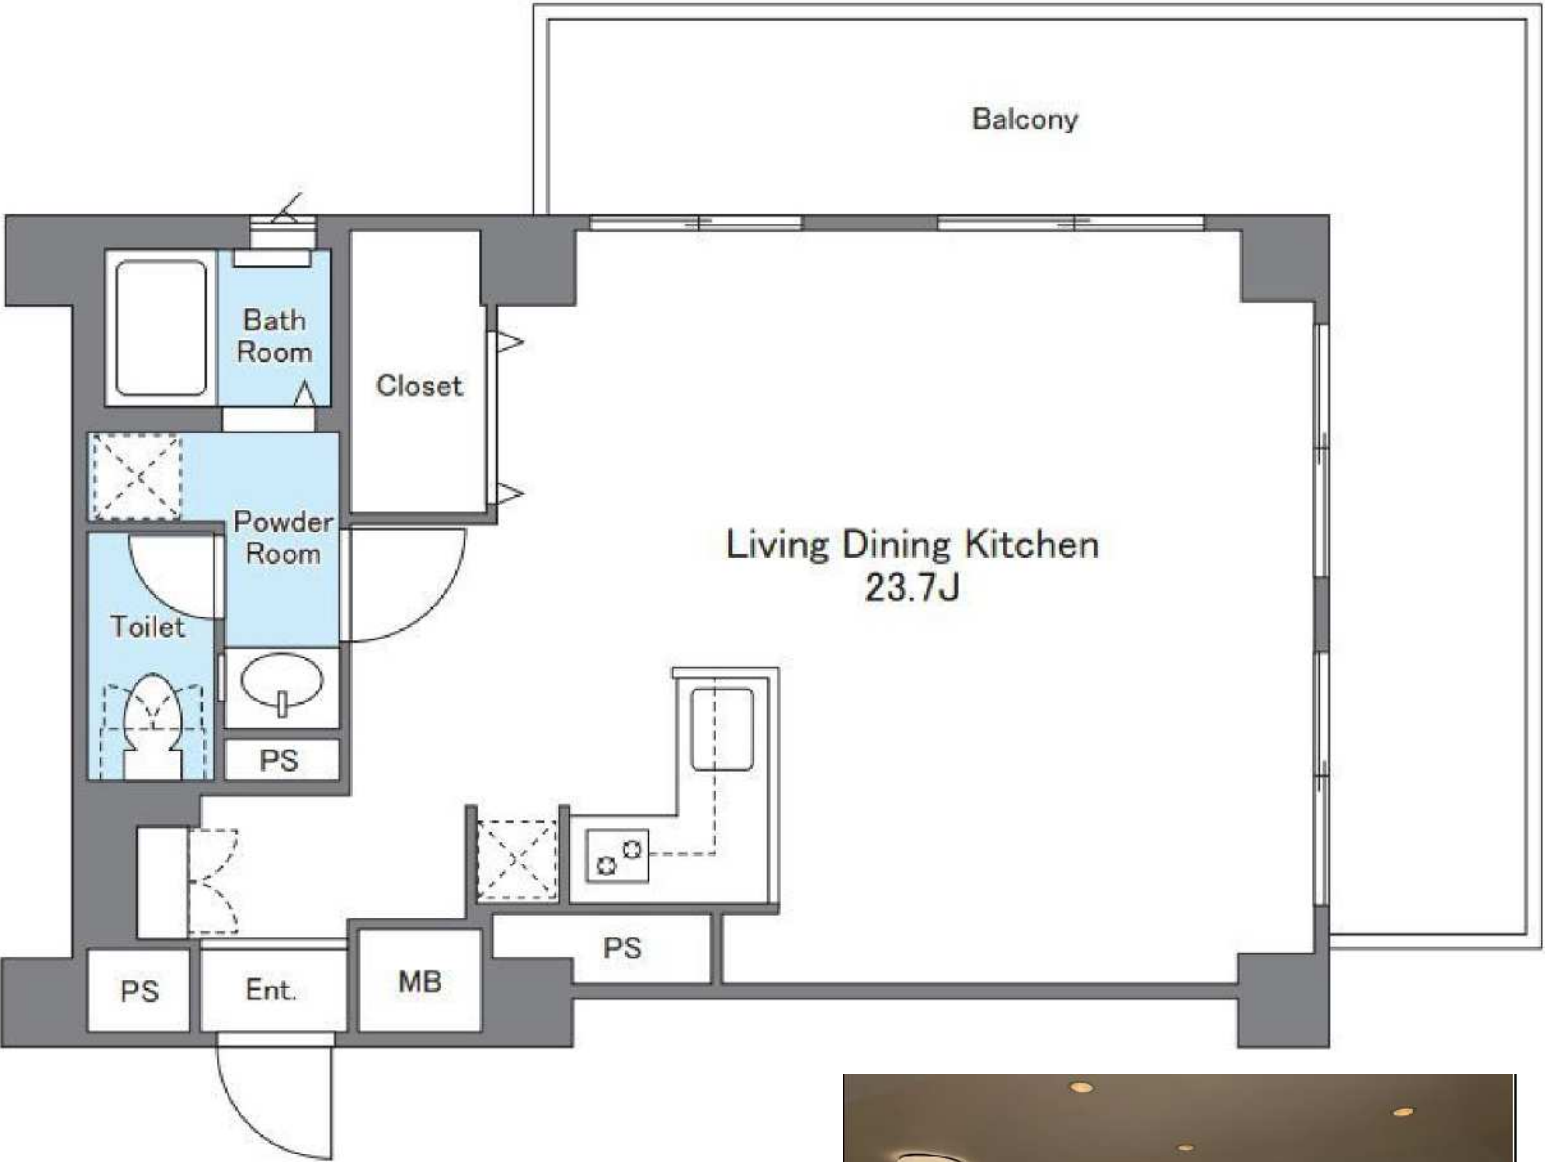 Balcony
Bath
Room
Closet
Powder
Room
Living Dining Kitchen
23.7J
Toilet
PS
PS
PS
Ent.
MB